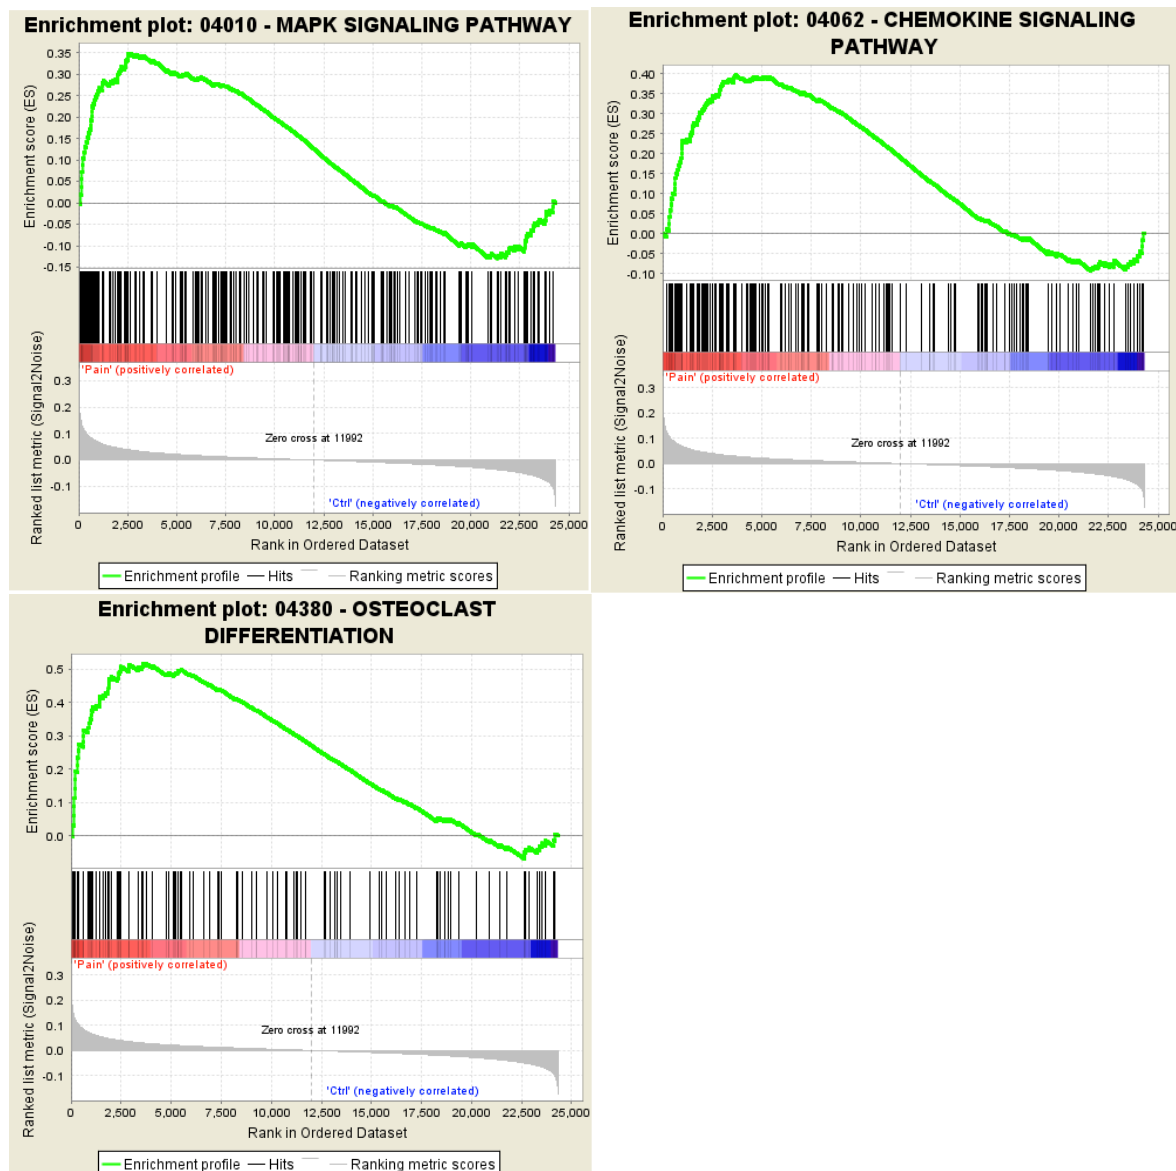 Enrichment plot: 04010 - MAPK SIGNALING PATHWAY
Enrichment score (ES)
0.35
0.30
0.25
0.20
0.15
0.10
0.05
0.00
-0.05
-0.10
-0.15
'Pain' (positively correlated)
Ranked list metric (Signal2Noise)
0.3
0.2
0.1
0.0
-0.1
Zero cross at 11992
'Ctrl' (negatively correlated)
0 2,500 5,000 7,500 10,000 12,500 15,000 17,500 20,000 22,500 25,000
Rank in Ordered Dataset
Enrichment profile Hits Ranking metric scores
Enrichment plot: 04062 - CHEMOKINE SIGNALING
PATHWAY
Enrichment score (ES)
0.40
0.35
0.30
0.25
0.20
0.15
0.10
0.05
0.00
-0.05
-0.10
'Pain' (positively correlated)
Ranked list metric (Signal2Noise)
0.3
0.2
0.1
0.0
-0.1
Zero cross at 11992
'Ctrl' (negatively correlated)
0 2,500 5,000 7,500 10,000 12,500 15,000 17,500 20,000 22,500 25,000
Rank in Ordered Dataset
Enrichment profile Hits Ranking metric scores
Enrichment plot: 04380 - OSTEOCLAST
DIFFERENTIATION
Enrichment score (ES)
0.5
0.4
0.3
0.2
0.1
0.0
'Pain' (positively correlated)
Ranked list metric (Signal2Noise)
0.3
0.2
0.1
0.0
-0.1
Zero cross at 11992
'Ctrl' (negatively correlated)
0 2,500 5,000 7,500 10,000 12,500 15,000 17,500 20,000 22,500 25,000
Rank in Ordered Dataset
Enrichment profile Hits Ranking metric scores